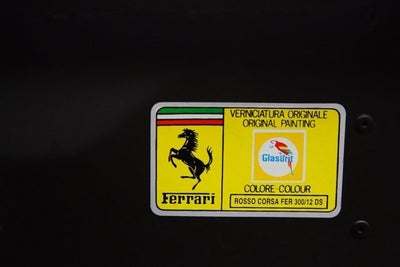 VERNICIATURA ORIGINALE
ORIGINAL PAINTING
Glasurit
COLORE-COLOUR
ROSSO CORSA FER 300/12 DS
Ferrari